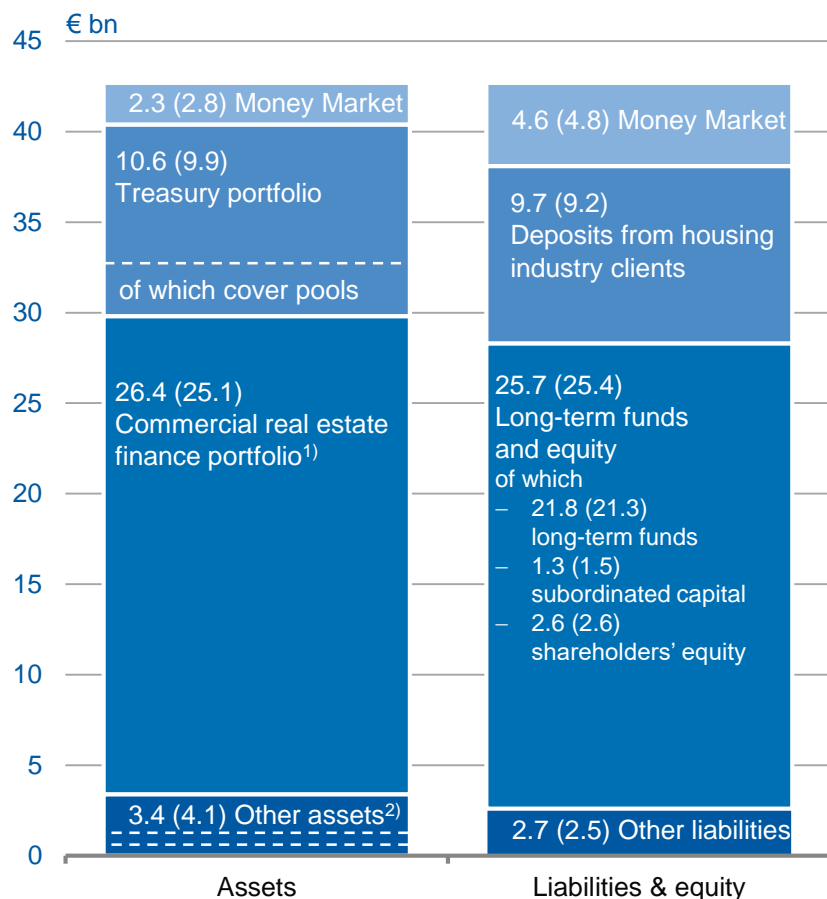 € bn
45
40
35
30
25
20
15
10
5
0
2.3 (2.8) Money Market
10.6 (9.9)
Treasury portfolio
of which cover pools
26.4 (25.1)
Commercial real estate
finance portfolio1)
3.4 (4.1) Other assets2)
Assets
4.6 (4.8) Money Market
9.7 (9.2)
Deposits from housing
industry clients
25.7 (25.4)
Long-term funds
and equity
of which
– 21.8 (21.3)
long-term funds
– 1.3 (1.5)
subordinated capital
– 2.6 (2.6)
shareholders’ equity
2.7 (2.5) Other liabilities
Liabilities & equity